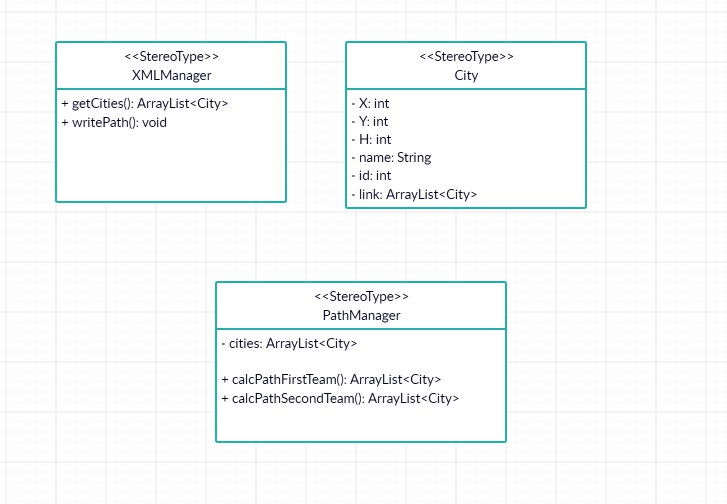 <<StereoType>>
XMLManager
+ getCities(): ArrayList<City>
+ writePath(): void
<<StereoType>>
City
- X: int
- Y: int
- H: int
- name: String
- id: int
- link: ArrayList<City>
<<StereoType>>
PathManager
- cities: ArrayList<City>
+ calcPathFirstTeam(): ArrayList<City>
+ calcPathSecondTeam(): ArrayList<City>